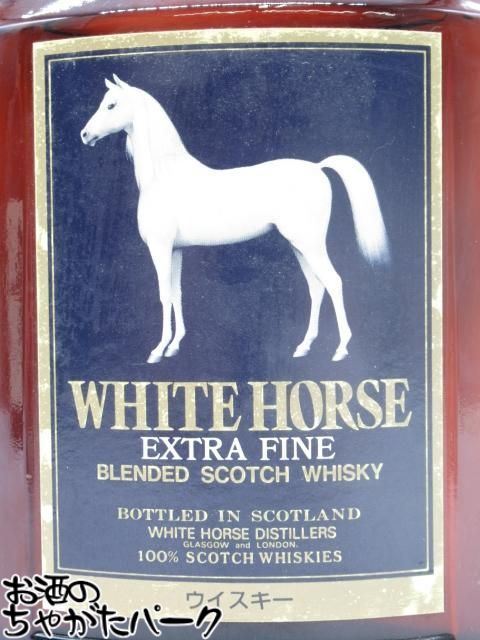 WHITE HORSE
EXTRA FINE
BLENDED SCOTCH WHISKY
BOTTLED IN SCOTLAND
WHITE HORSE DISTILLERS
GLASGOW and LONDON.
100% SCOTCH WHISKIES
ウイスキー
お酒の
ちゃがたパーク